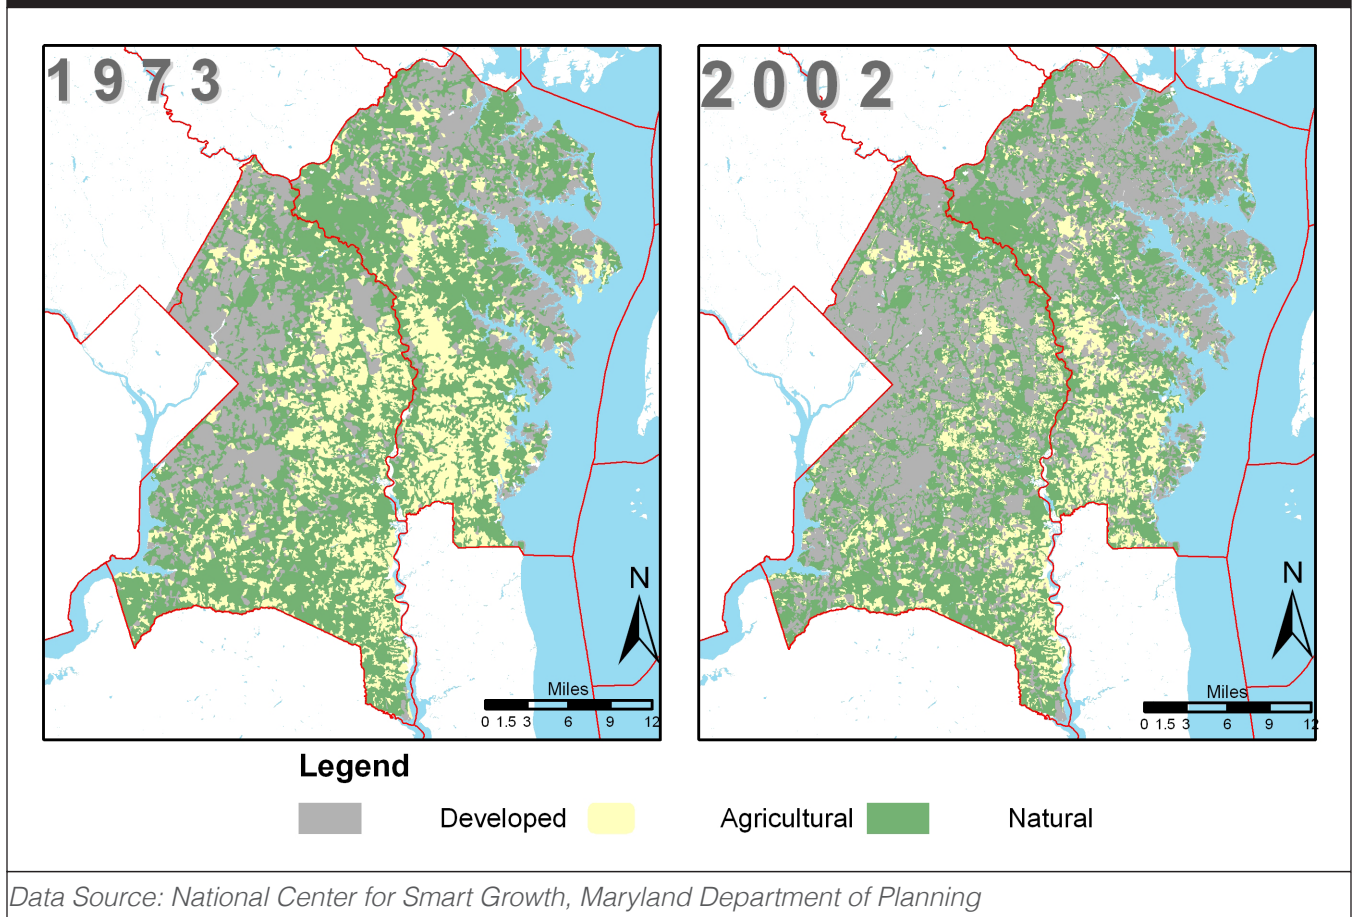 1973
2002
N
N
Miles
0 1.5 3 6 9 12
Miles
0 1.5 3 6 9 12
Legend
Developed Agricultural Natural
Data Source: National Center for Smart Growth, Maryland Department of Planning